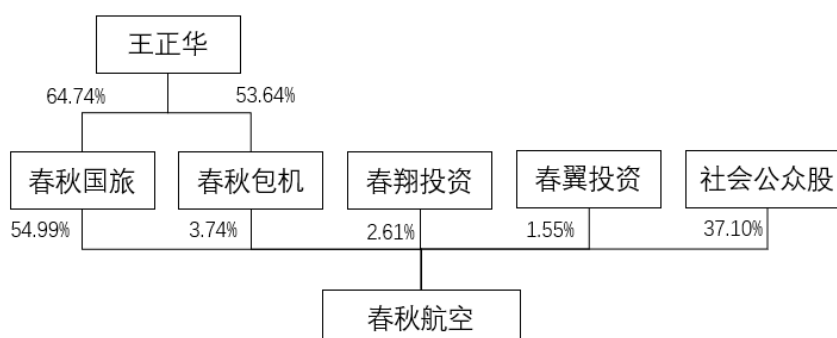 王正华
64.74% 53.64%
春秋国旅 春秋包机 春翔投资 春翼投资 社会公众股
54.99% 3.74% 2.61% 1.55% 37.10%
春秋航空